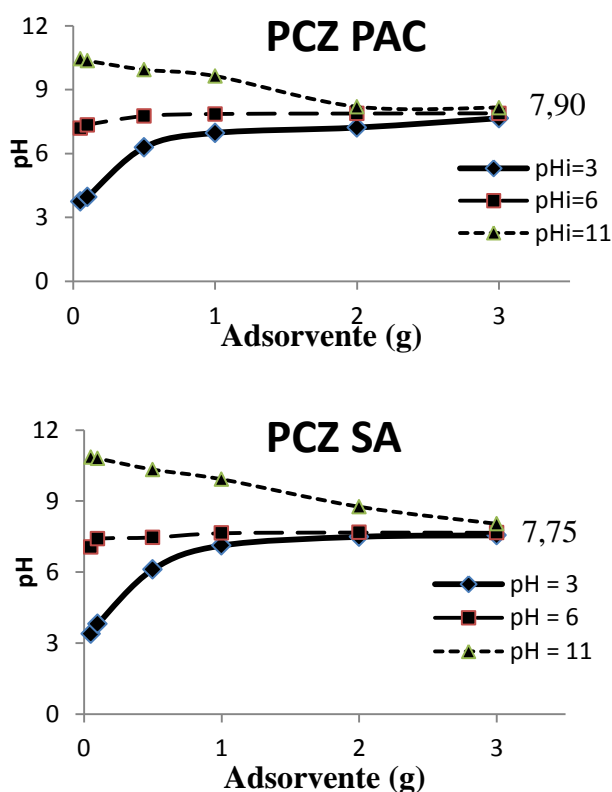 PCZ PAC
12
9
6
3
0
pH
7,90
pHi=3
pHi=6
pHi=11
0 1 2 3
Adsorvente (g)
PCZ SA
12
9
6
3
0
pH
7,75
pH = 3
pH = 6
pH = 11
0 1 2 3
Adsorvente (g)